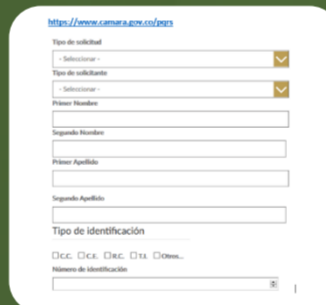 https://www.camara.gov.co/pqrs
Tipo de solicitud
- Seleccionar -
Tipo de solicitante
- Seleccionar -
Primer Nombre
Segundo Nombre
Primer Apellido
Segundo Apellido
Tipo de identificación
C.C. C.E. R.C. T.I. Otros...
Número de identificación